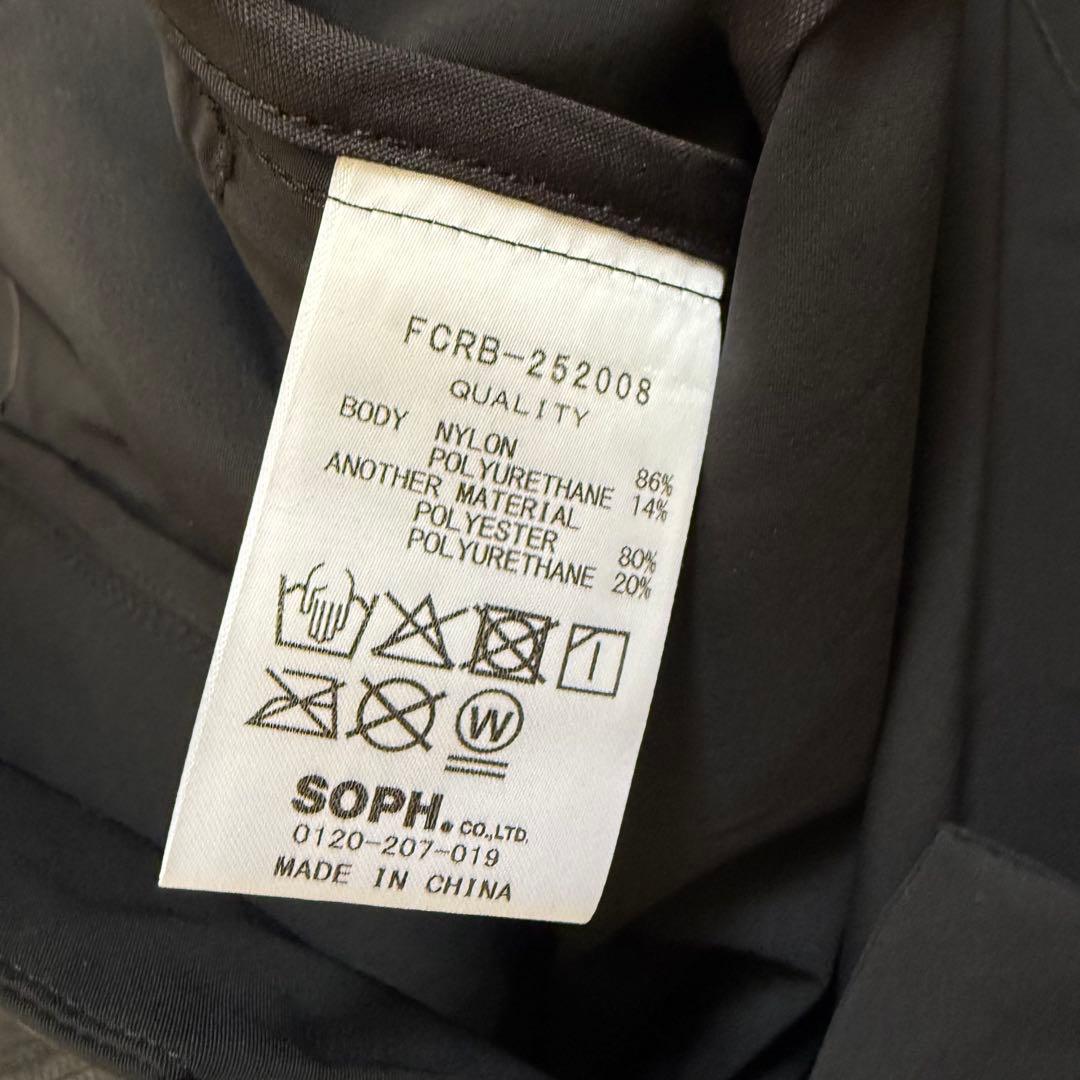 FCRB-252008
QUALITY
BODY NYLON 86%
POLYURETHANE 14%
ANOTHER MATERIAL
POLYESTER 80%
POLYURETHANE 20%
W
SOPH. CO.,LTD.
0120-207-019
MADE IN CHINA